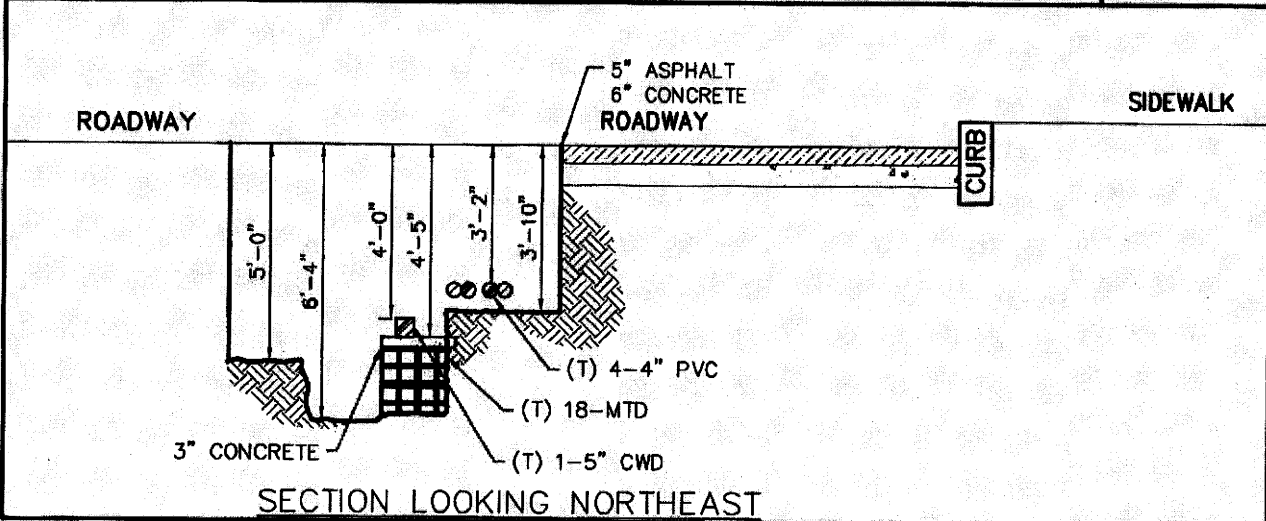 5" ASPHALT
6" CONCRETE
ROADWAY
ROADWAY
SIDEWALK
CURB
5'-0"
6'-4"
4'-0"
4'-5"
3'-2"
3'-10"
(T) 4-4" PVC
(T) 18-MTD
3" CONCRETE
(T) 1-5" CWD
SECTION LOOKING NORTHEAST